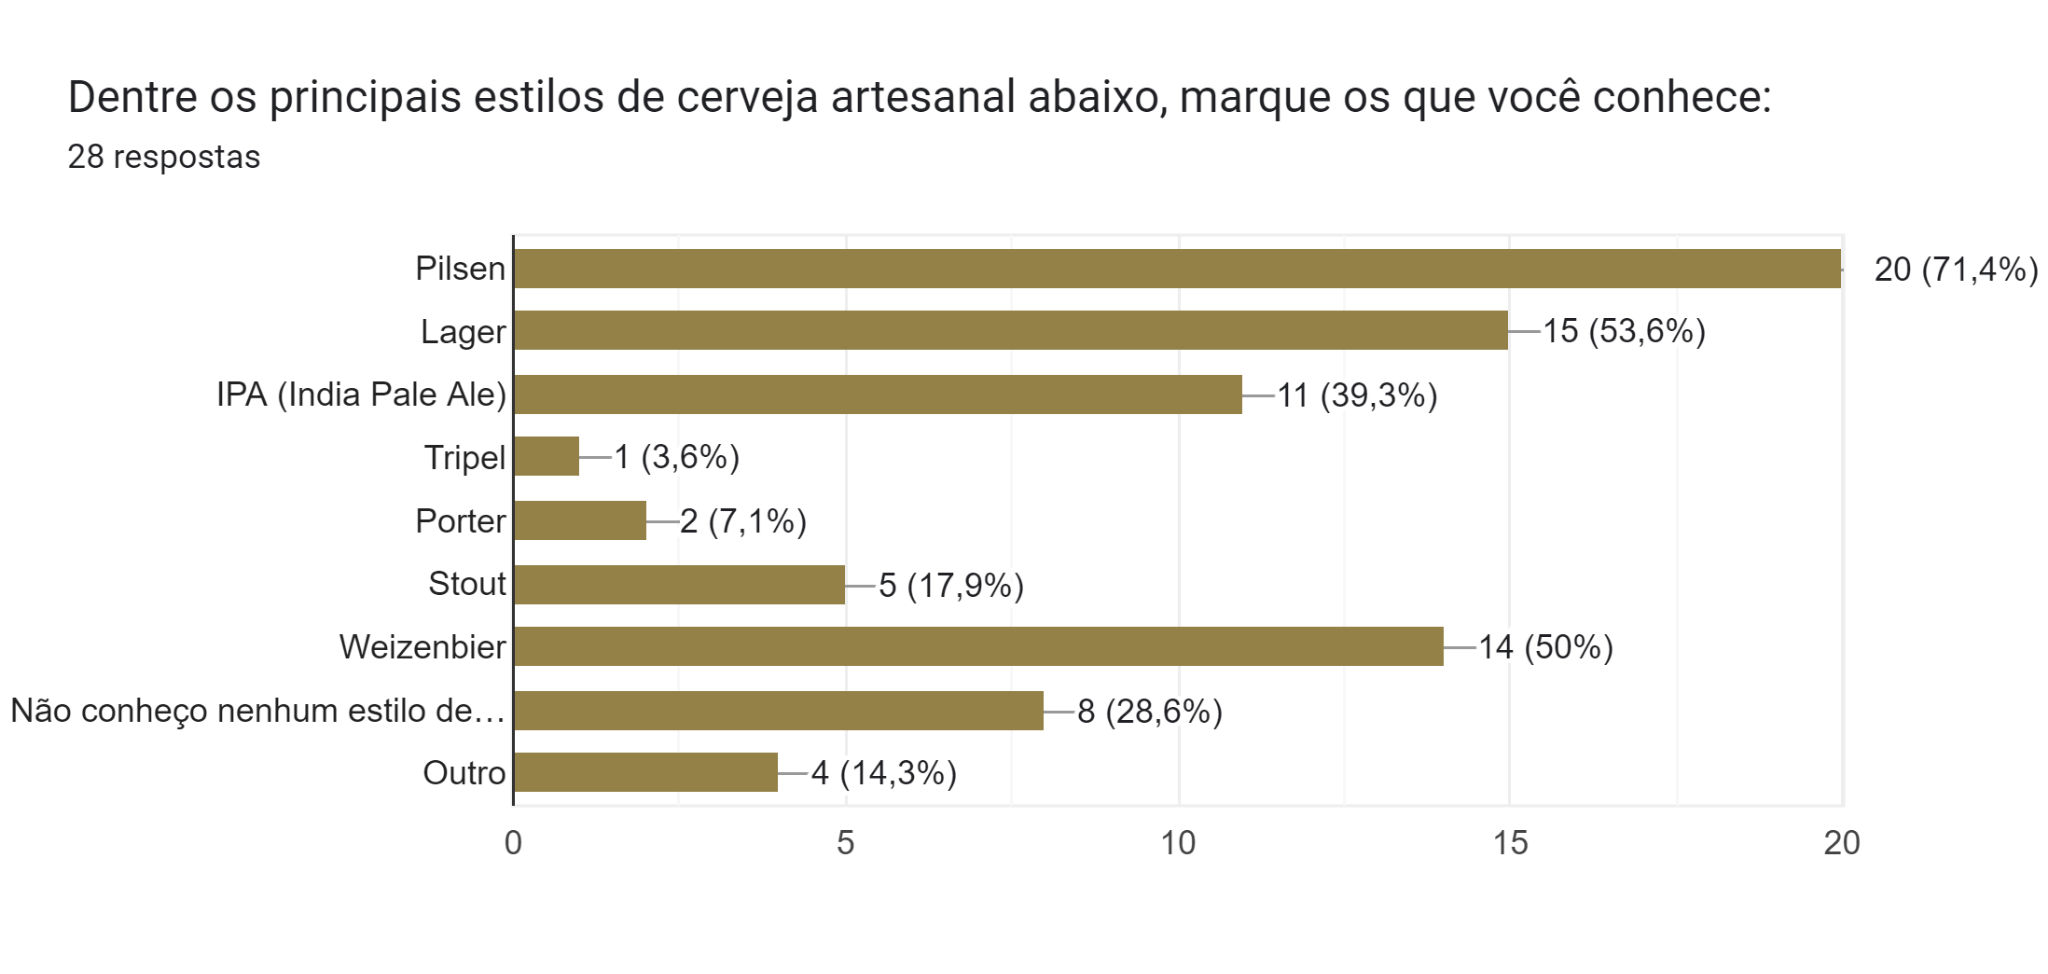 Dentre os principais estilos de cerveja artesanal abaixo, marque os que você conhece:
28 respostas
Pilsen 20 (71,4%)
Lager 15 (53,6%)
IPA (India Pale Ale) 11 (39,3%)
Tripel 1 (3,6%)
Porter 2 (7,1%)
Stout 5 (17,9%)
Weizenbier 14 (50%)
Não conheço nenhum estilo de… 8 (28,6%)
Outro 4 (14,3%)
0 5 10 15 20